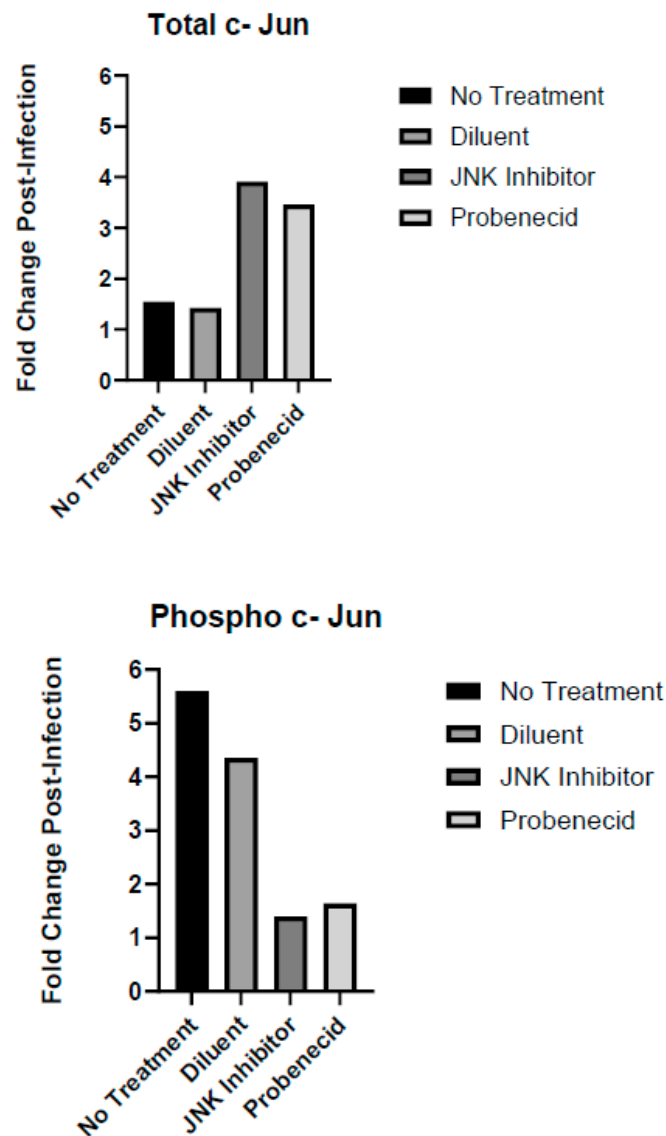 Total c- Jun
Fold Change Post-Infection
6
5
4
3
2
1
0
No Treatment
Diluent
JNK Inhibitor
Probenecid
No Treatment
Diluent
JNK Inhibitor
Probenecid
Phospho c- Jun
Fold Change Post-Infection
6
5
4
3
2
1
0
No Treatment
Diluent
JNK Inhibitor
Probenecid
No Treatment
Diluent
JNK Inhibitor
Probenecid